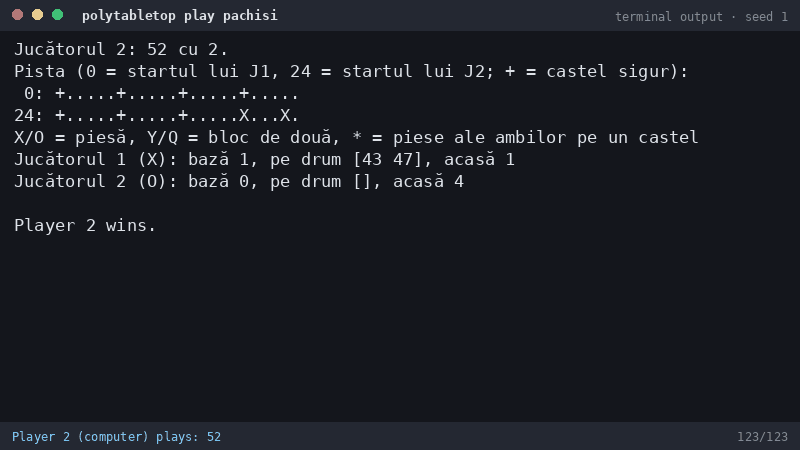 polytabletop play pachisi
terminal output · seed 1
Jucătorul 2: 52 cu 2.
Pista (0 = startul lui J1, 24 = startul lui J2; + = castel sigur):
 0: +.....+.....+.....+.....
24: +.....+.....+.....X...X.
X/O = piesă, Y/Q = bloc de două, * = piese ale ambilor pe un castel
Jucătorul 1 (X): bază 1, pe drum [43 47], acasă 1
Jucătorul 2 (O): bază 0, pe drum [], acasă 4
Player 2 wins.
Player 2 (computer) plays: 52
123/123